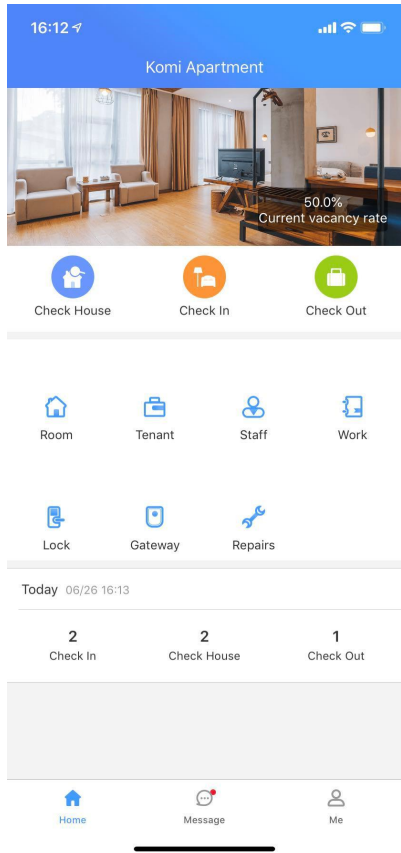 16:12
Komi Apartment
50.0%
Current vacancy rate
Check House
Check In
Check Out
Room
Tenant
Staff
Work
Lock
Gateway
Repairs
Today 06/26 16:13
2
2
1
Check In
Check House
Check Out
Home
Message
Me